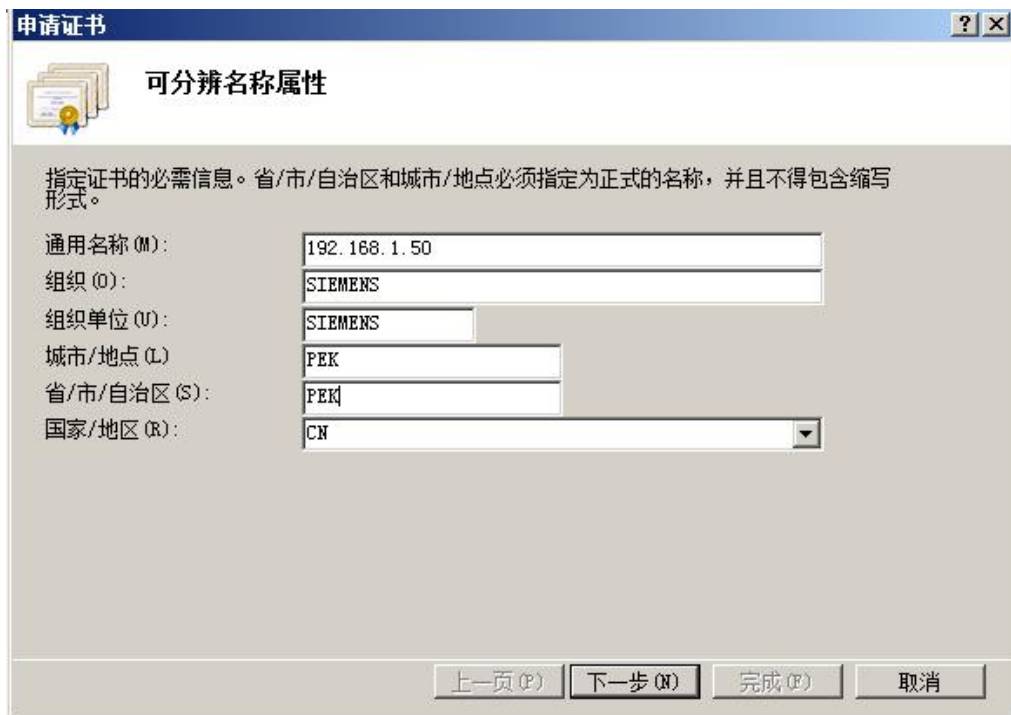 申请证书
可分辨名称属性
指定证书的必需信息。省/市/自治区和城市/地点必须指定为正式的名称，并且不得包含缩写
形式。
通用名称(M): 192.168.1.50
组织(O): SIEMENS
组织单位(U): SIEMENS
城市/地点(L) PEK
省/市/自治区(S): PEK
国家/地区(R): CN
上一页(P) 下一步(N) 完成(F) 取消